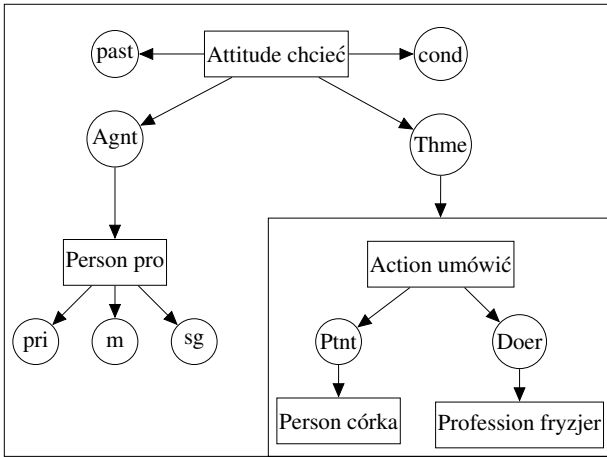 past
Attitude chcieć
cond
Agnt
Thme
Person pro
Action umówić
pri
m
sg
Ptnt
Doer
Person córka
Profession fryzjer